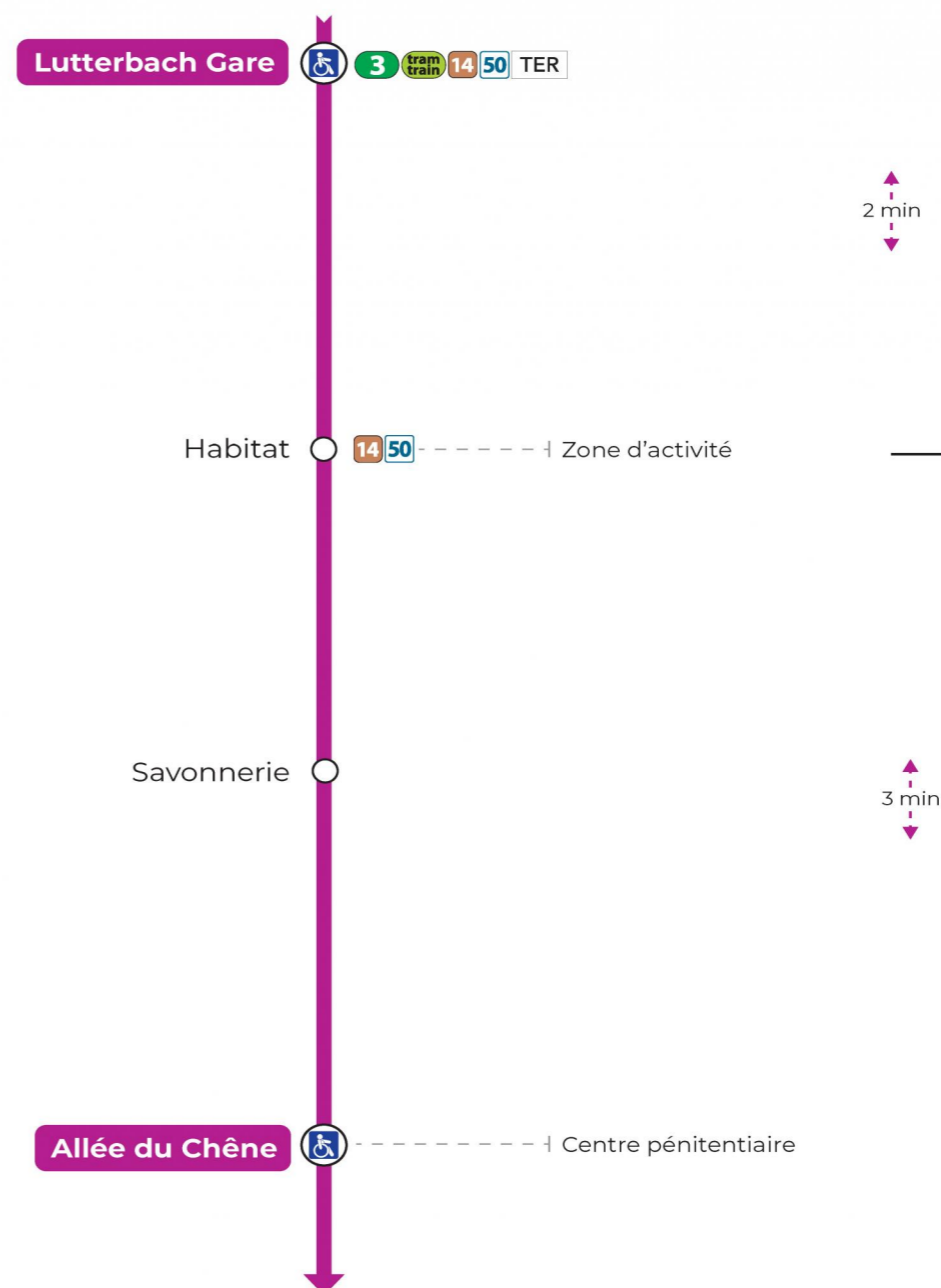 Lutterbach Gare 3 tram train 14 50 TER
2 min
Habitat 14 50 Zone d'activité
Savonnerie
3 min
Allée du Chêne Centre pénitentiaire